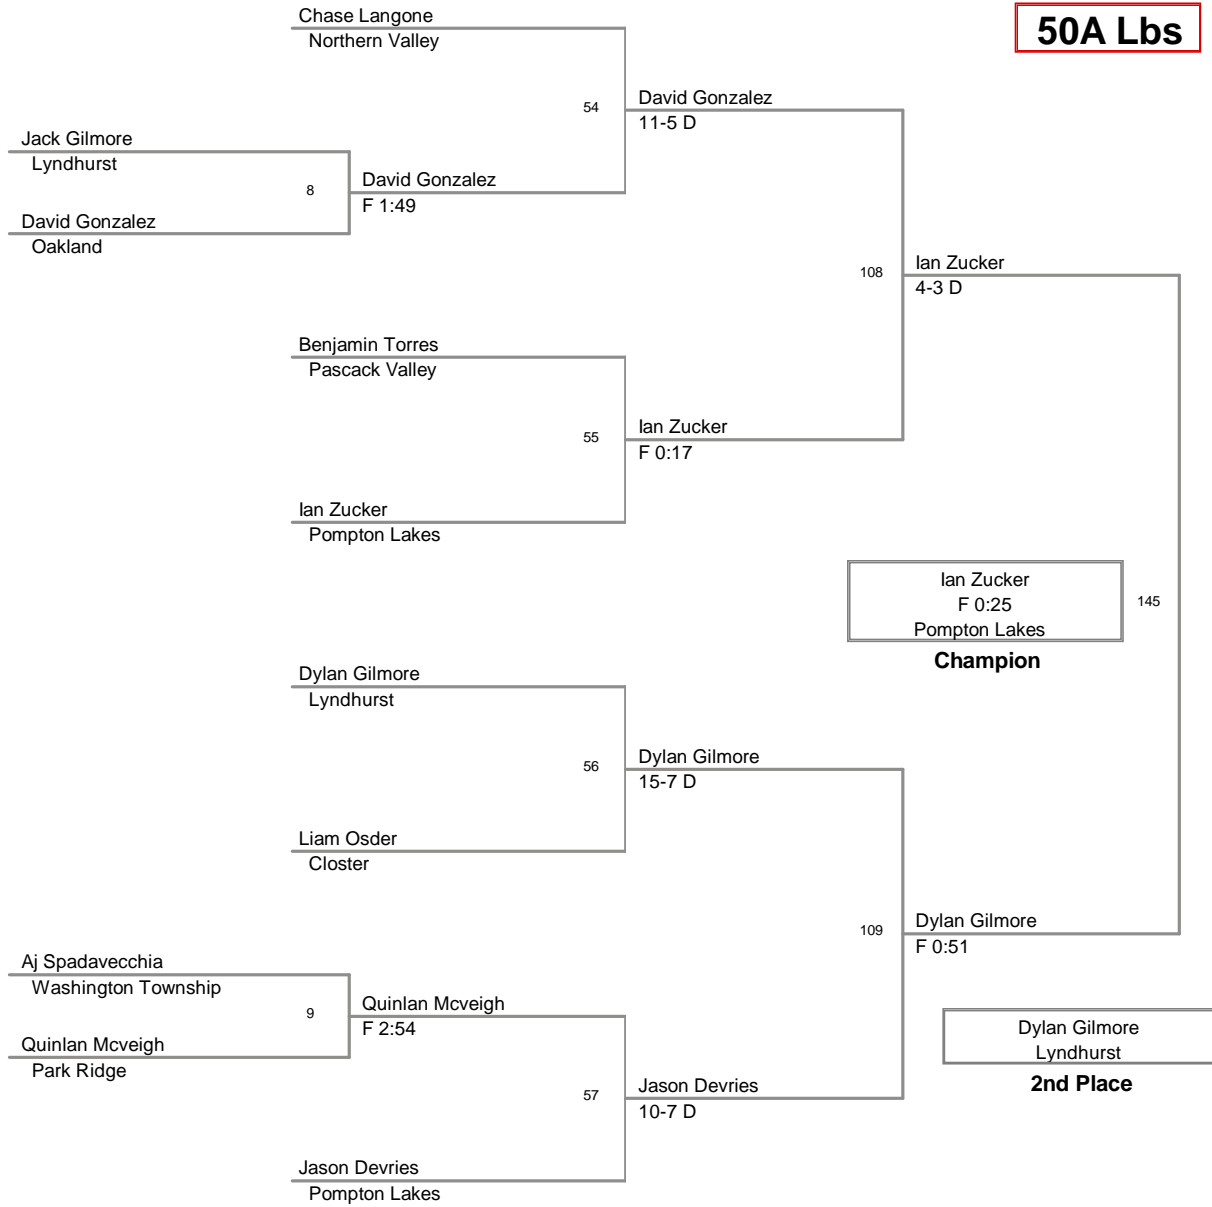 Chase Langone
Northern Valley
50A Lbs
54
David Gonzalez
11-5 D
Jack Gilmore
Lyndhurst
8
David Gonzalez
F 1:49
David Gonzalez
Oakland
108
Ian Zucker
4-3 D
Benjamin Torres
Pascack Valley
55
Ian Zucker
F 0:17
Ian Zucker
Pompton Lakes
Ian Zucker
F 0:25
Pompton Lakes
145
Champion
Dylan Gilmore
Lyndhurst
56
Dylan Gilmore
15-7 D
Liam Osder
Closter
109
Dylan Gilmore
F 0:51
Aj Spadavecchia
Washington Township
9
Quinlan Mcveigh
F 2:54
Quinlan Mcveigh
Park Ridge
Dylan Gilmore
Lyndhurst
2nd Place
57
Jason Devries
10-7 D
Jason Devries
Pompton Lakes